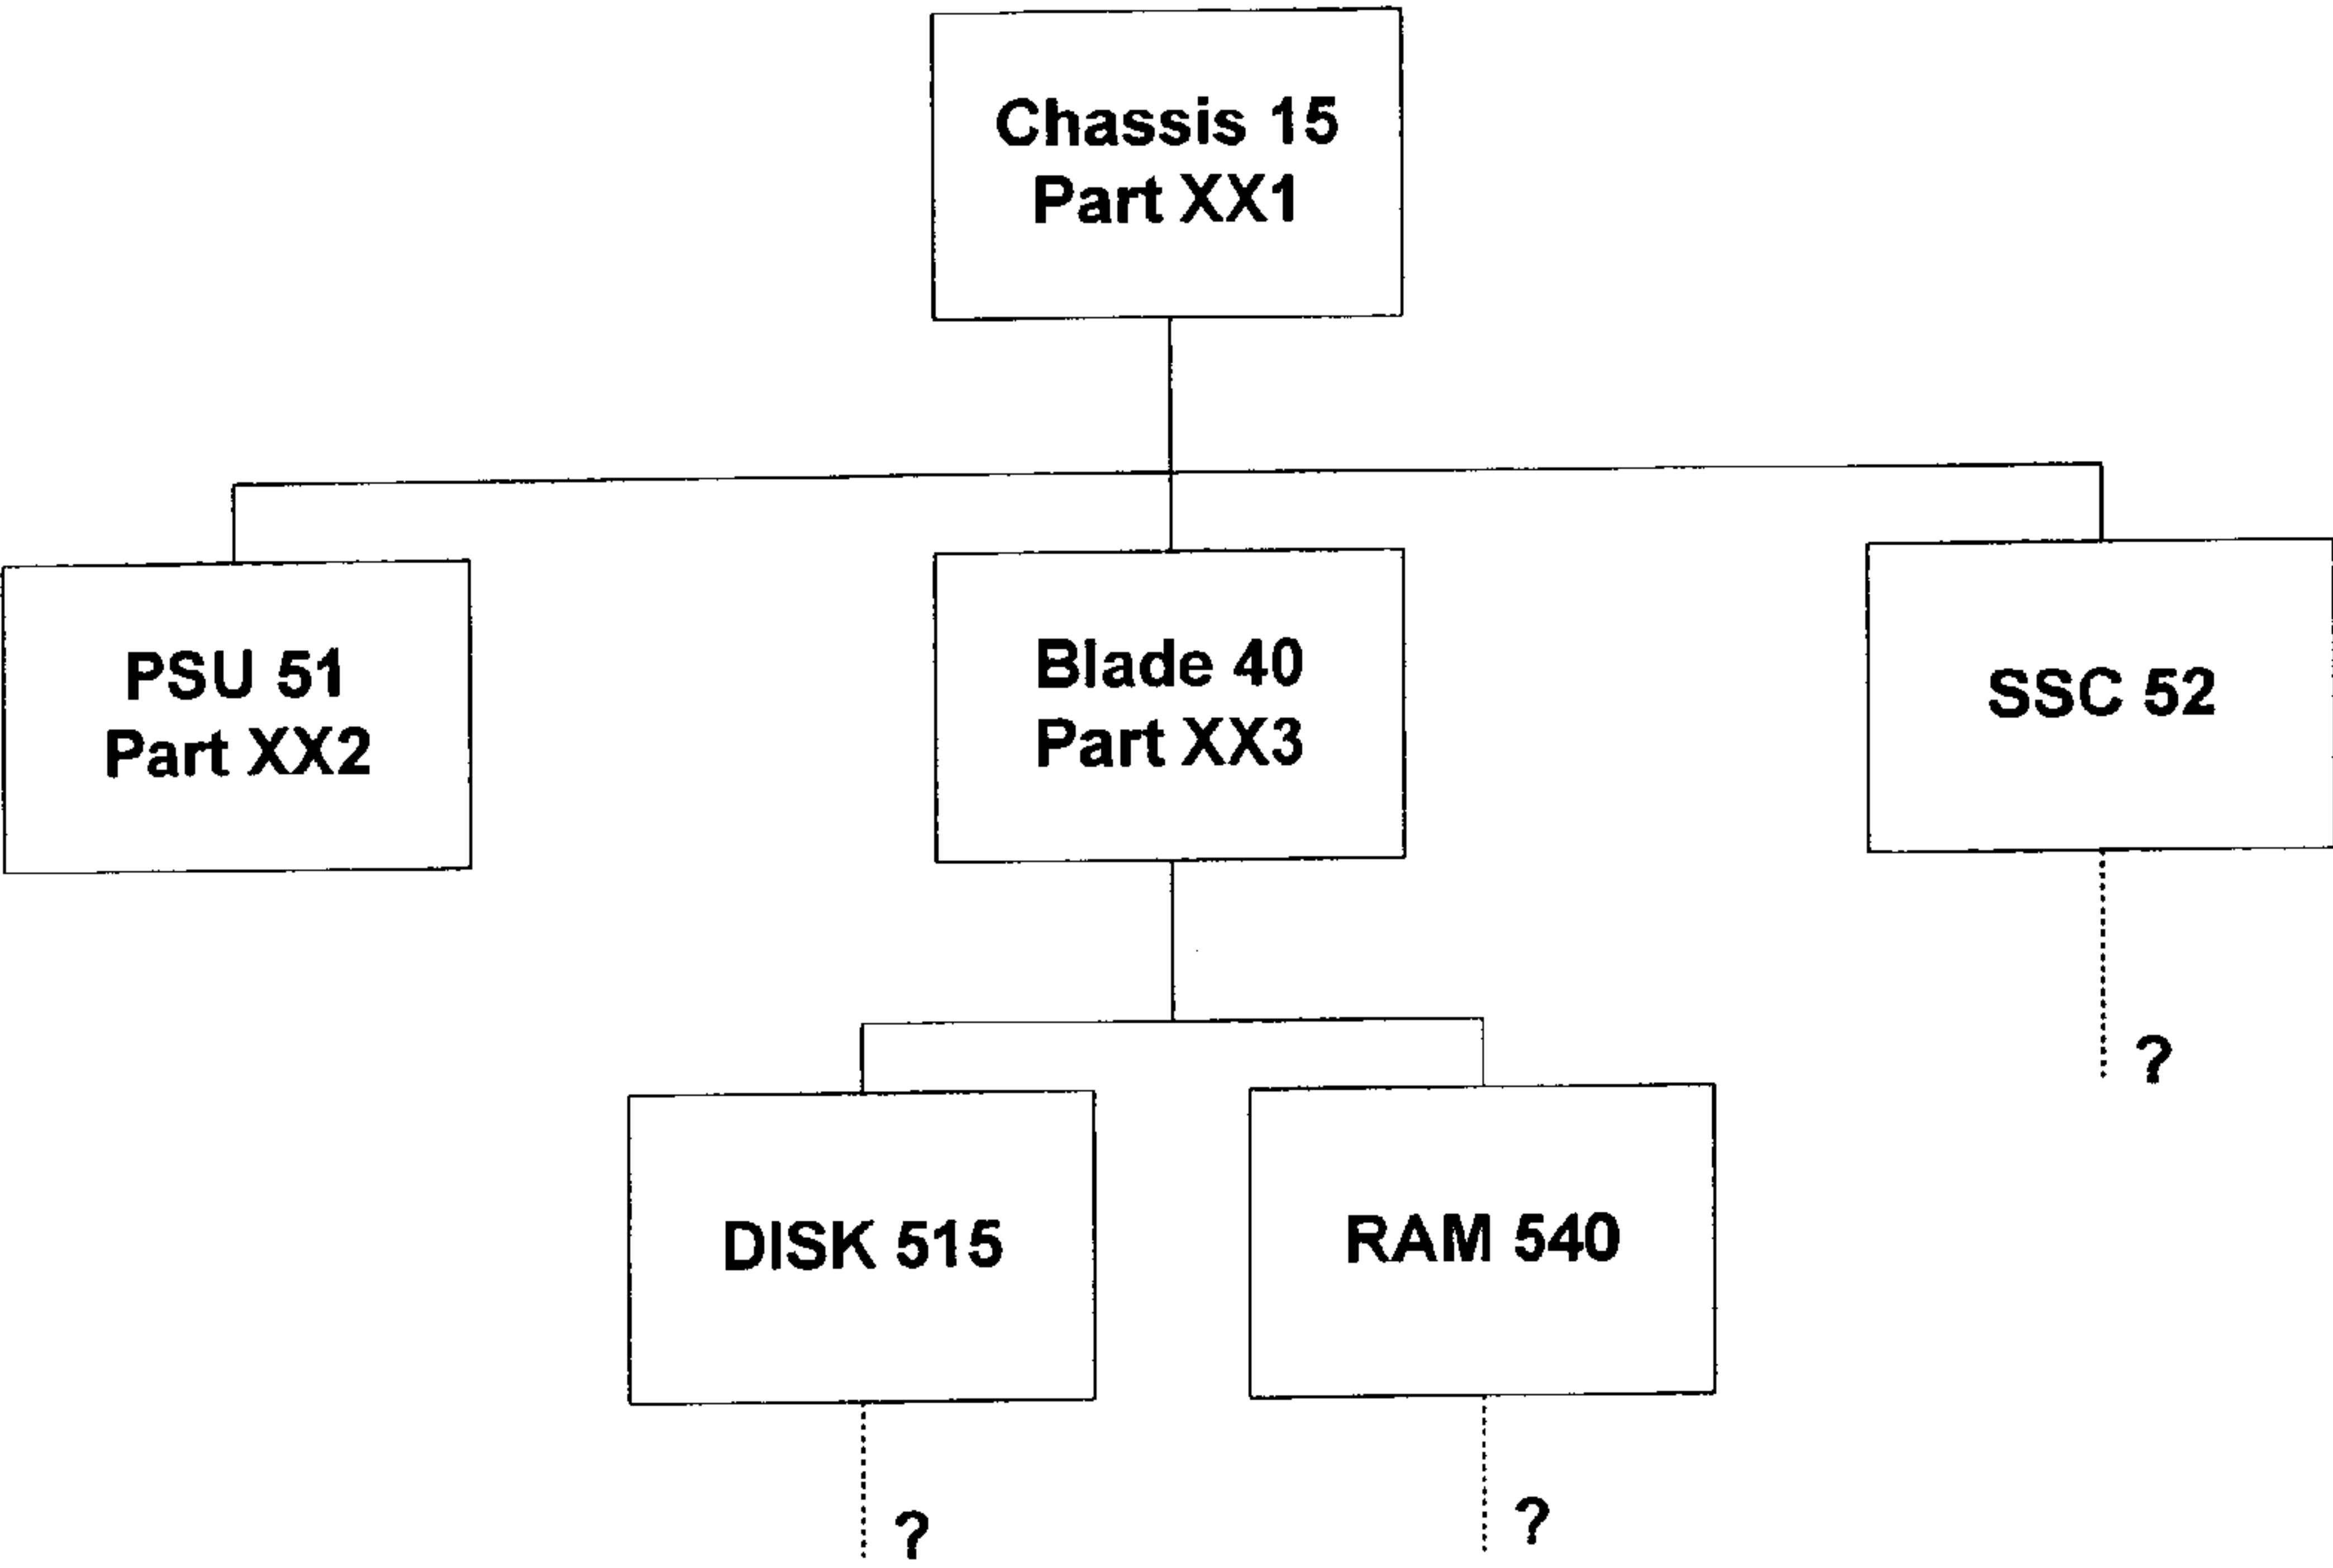 Chassis 15
Part XX1
PSU 51
Part XX2
Blade 40
Part XX3
SSC 52
?
DISK 515
RAM 540
?
?